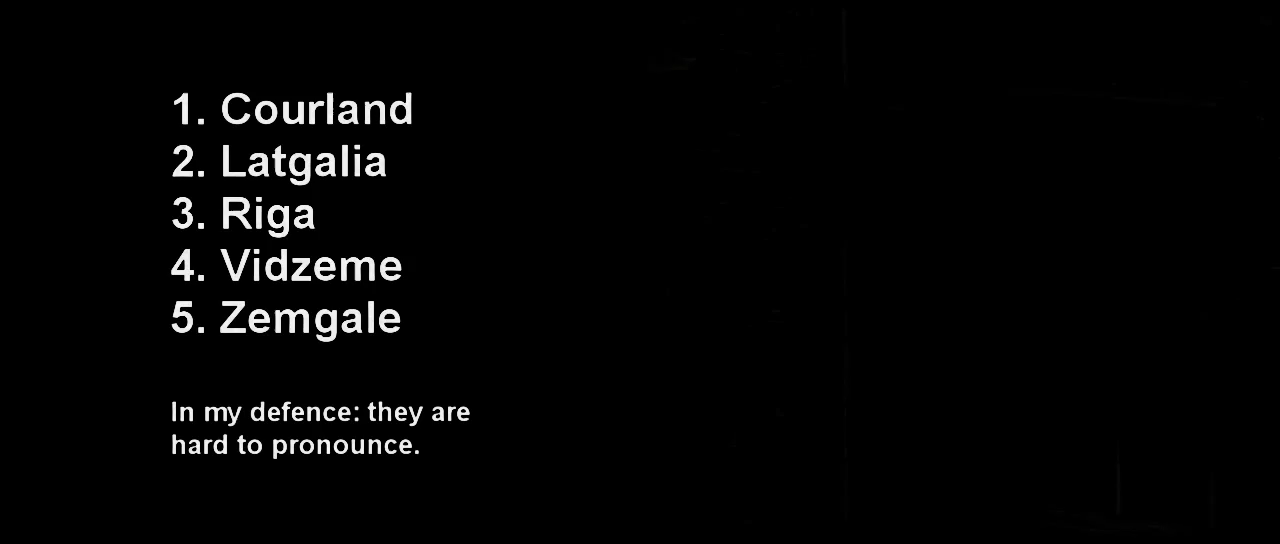 1. Courland
2. Latgalia
3. Riga
4. Vidzeme
5. Zemgale
In my defence: they are
hard to pronounce.